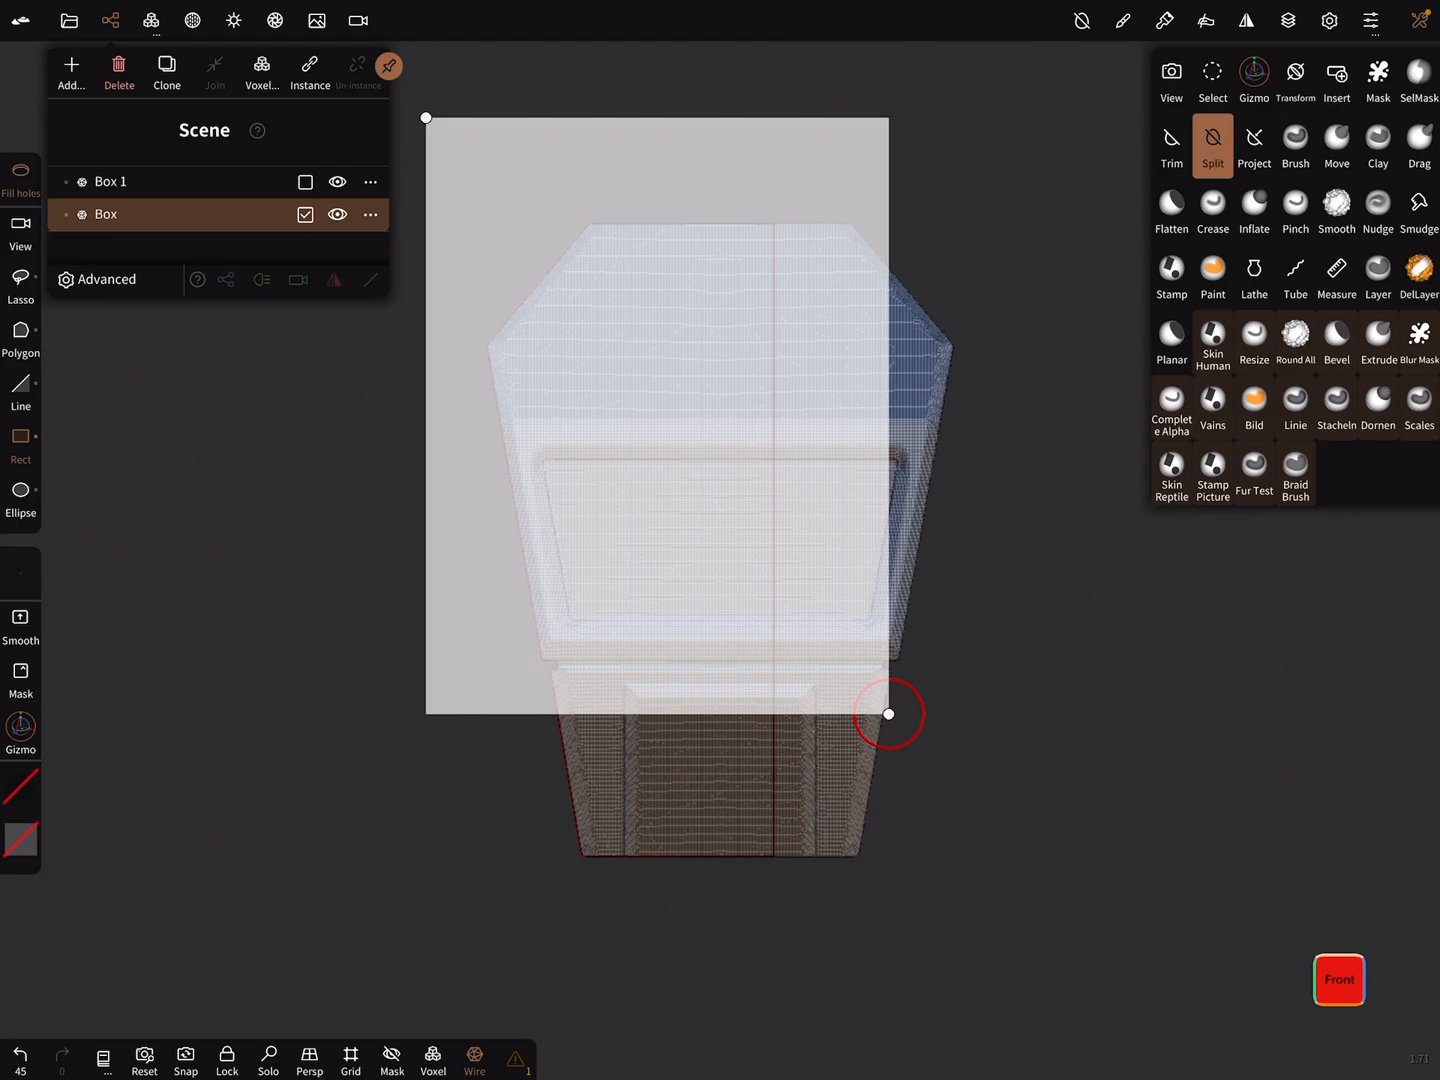 Add...
Delete
Clone
Join
Voxel...
Instance
Un-instance
Scene
?
Box 1
Box
Advanced
?
Fill holes
View
Lasso
Polygon
Line
Rect
Ellipse
Smooth
Mask
Gizmo
View
Select
Gizmo
Transform
Insert
Mask
SelMask
Trim
Split
Project
Brush
Move
Clay
Drag
Flatten
Crease
Inflate
Pinch
Smooth
Nudge
Smudge
Stamp
Paint
Lathe
Tube
Measure
Layer
DelLayer
Planar
Skin
Human
Resize
Round All
Bevel
Extrude
Blur Mask
Complet
e Alpha
Vains
Bild
Linie
Stacheln
Dornen
Scales
Skin
Reptile
Stamp
Picture
Fur Test
Braid
Brush
Front
45
0
...
Reset
Snap
Lock
Solo
Persp
Grid
Mask
Voxel
Wire
1
1.71